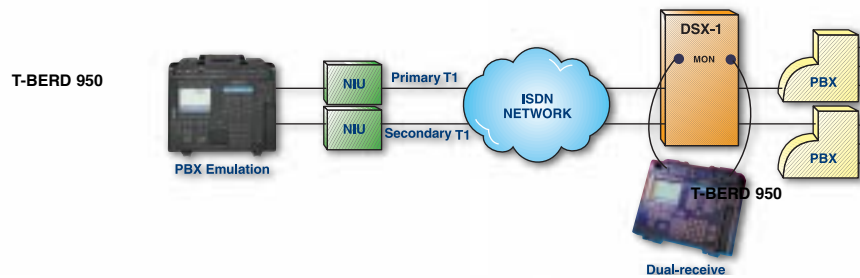 T-BERD 950
PBX Emulation
NIU
Primary T1
NIU
Secondary T1
ISDN
NETWORK
DSX-1
MON
PBX
PBX
T-BERD 950
Dual-receive